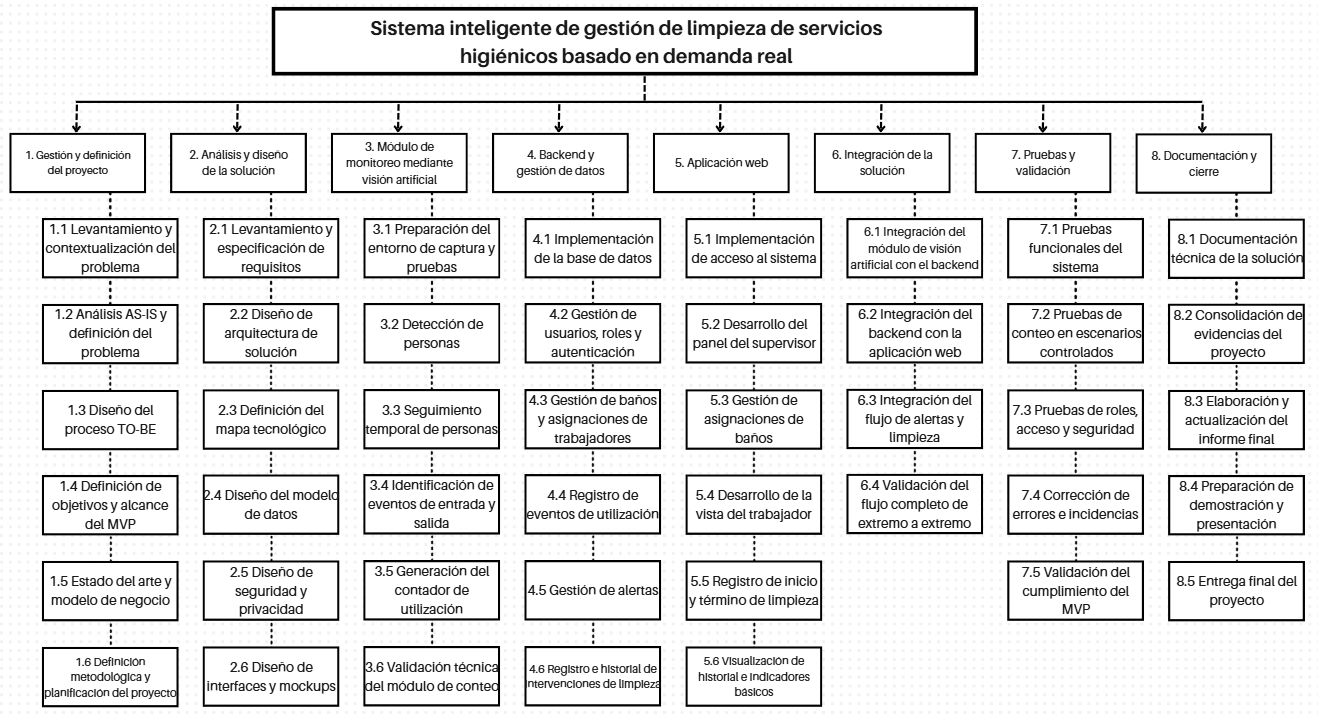 Sistema inteligente de gestión de limpieza de servicios
higiénicos basado en demanda real
1. Gestión y definición
del proyecto
2. Análisis y diseño
de la solución
3. Módulo de
monitoreo mediante
visión artificial
4. Backend y
gestión de datos
5. Aplicación web
6. Integración de la
solución
7. Pruebas y
validación
8. Documentación y
cierre
1.1 Levantamiento y
contextualización del
problema
1.2 Análisis AS-IS y
definición del
problema
1.3 Diseño del
proceso TO-BE
1.4 Definición de
objetivos y alcance
del MVP
1.5 Estado del arte y
modelo de negocio
1.6 Definición
metodológica y
planificación del proyecto
2.1 Levantamiento y
especificación de
requisitos
2.2 Diseño de
arquitectura de
solución
2.3 Definición del
mapa tecnológico
2.4 Diseño del modelo
de datos
2.5 Diseño de
seguridad y
privacidad
2.6 Diseño de
interfaces y mockups
3.1 Preparación del
entorno de captura y
pruebas
3.2 Detección de
personas
3.3 Seguimiento
temporal de personas
3.4 Identificación de
eventos de entrada y
salida
3.5 Generación del
contador de
utilización
3.6 Validación técnica
del módulo de conteo
4.1 Implementación
de la base de datos
4.2 Gestión de
usuarios, roles y
autenticación
4.3 Gestión de baños
y asignaciones de
trabajadores
4.4 Registro de
eventos de utilización
4.5 Gestión de alertas
4.6 Registro e historial de
intervenciones de limpieza
5.1 Implementación
de acceso al sistema
5.2 Desarrollo del
panel del supervisor
5.3 Gestión de
asignaciones de
baños
5.4 Desarrollo de la
vista del trabajador
5.5 Registro de inicio
y término de limpieza
5.6 Visualización de
historial e indicadores
básicos
6.1 Integración del
módulo de visión
artificial con el backend
6.2 Integración del
backend con la
aplicación web
6.3 Integración del
flujo de alertas y
limpieza
6.4 Validación del
flujo completo de
extremo a extremo
7.1 Pruebas
funcionales del
sistema
7.2 Pruebas de
conteo en escenarios
controlados
7.3 Pruebas de roles,
acceso y seguridad
7.4 Corrección de
errores e incidencias
7.5 Validación del
cumplimiento del
MVP
8.1 Documentación
técnica de la solución
8.2 Consolidación de
evidencias del
proyecto
8.3 Elaboración y
actualización del
informe final
8.4 Preparación de
demostración y
presentación
8.5 Entrega final del
proyecto